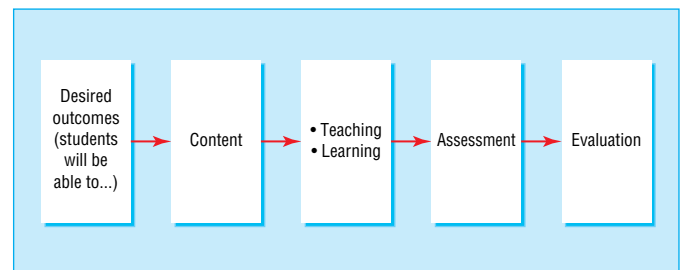 Desired
outcomes
(students
will be
able to...)
Content
• Teaching
• Learning
Assessment
Evaluation